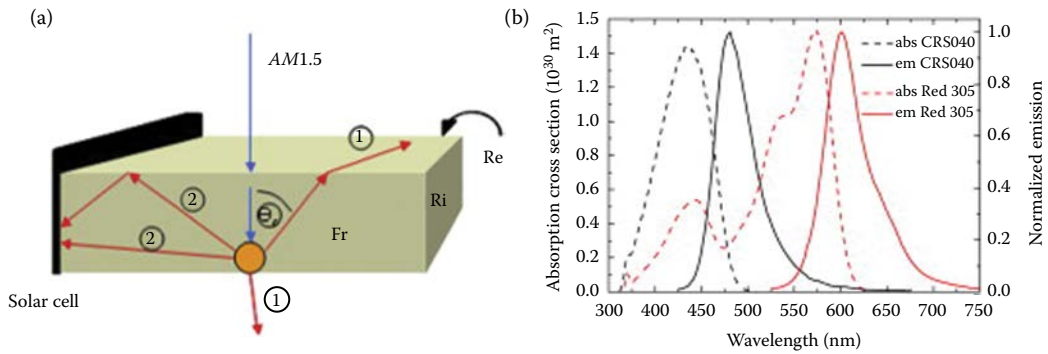 (a)
AM1.5
1
Re
2
Ri
Fr
2
Solar cell
1
(b)
Absorption cross section (10^30 m^2)
1.5
1.4
1.2
1.0
0.8
0.6
0.4
0.2
0.0
abs CRS040
em CRS040
abs Red 305
em Red 305
1.0
0.8
0.6
0.4
0.2
0.0
Normalized emission
300 350 400 450 500 550 600 650 700 750
Wavelength (nm)